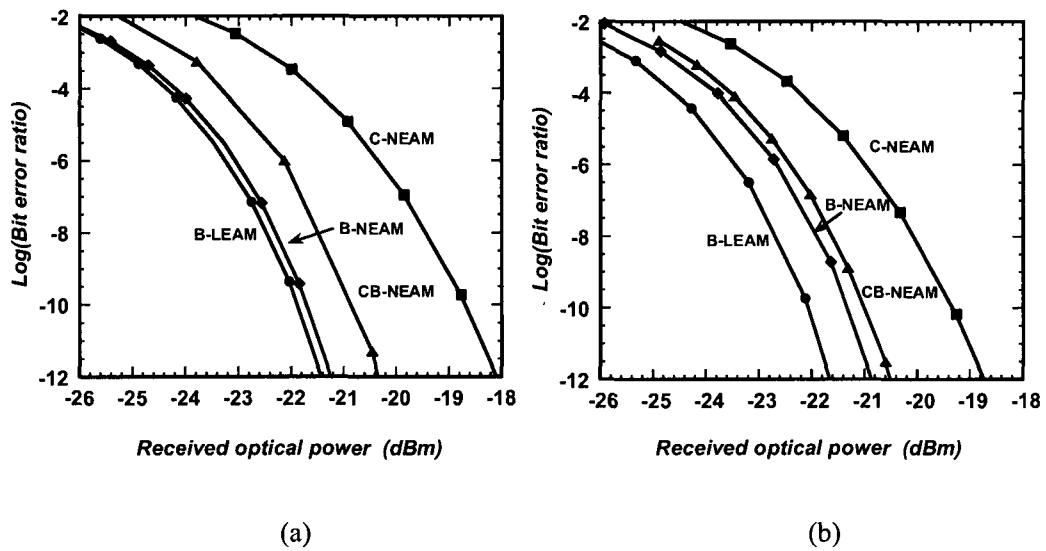 -2
-4
-6
-8
-10
-12
Log(Bit error ratio)
C-NEAM
B-LEAM
B-NEAM
CB-NEAM
-26 -25 -24 -23 -22 -21 -20 -19 -18
Received optical power (dBm)
(a)
-2
-4
-6
-8
-10
-12
Log(Bit error ratio)
C-NEAM
B-NEAM
B-LEAM
CB-NEAM
-26 -25 -24 -23 -22 -21 -20 -19 -18
Received optical power (dBm)
(b)